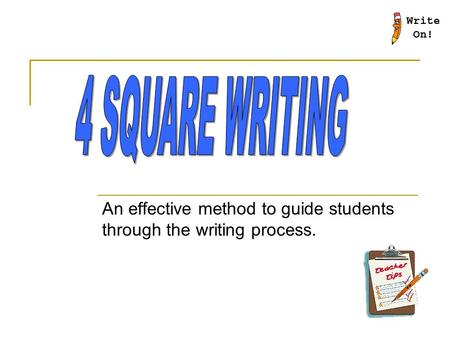 Write
On!
4 SQUARE WRITING
An effective method to guide students
through the writing process.
teacher
tips